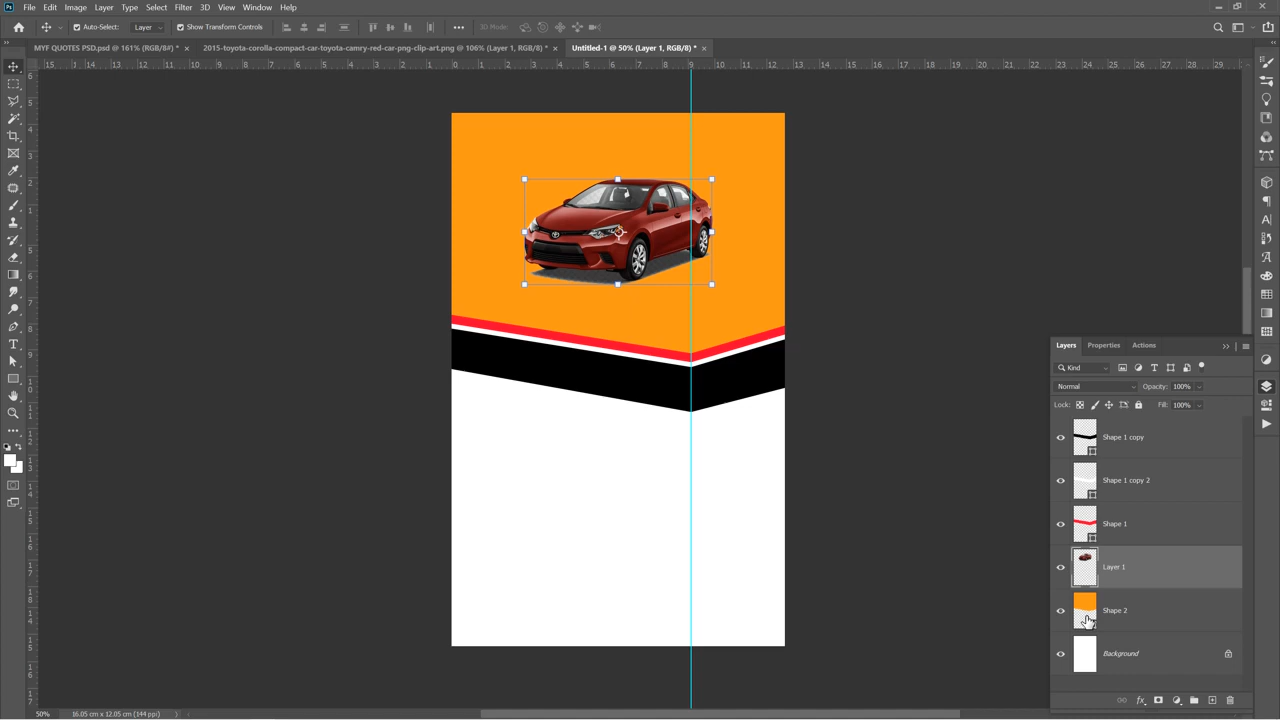 File Edit Image Layer Type Select Filter 3D View Window Help
Auto-Select: Layer Show Transform Controls 3D Mode:
MYF QUOTES PSD.psd @ 161% (RGB/8#) * × 2015-toyota-corolla-compact-car-toyota-camry-red-car-png-clip-art.png @ 106% (Layer 1, RGB/8) * × Untitled-1 @ 50% (Layer 1, RGB/8) * ×
Layers Properties Actions
Kind
Normal Opacity: 100%
Lock: Fill: 100%
Shape 1 copy
Shape 1 copy 2
Shape 1
Layer 1
Shape 2
Background
50% 16.05 cm x 12.05 cm (144 ppi)